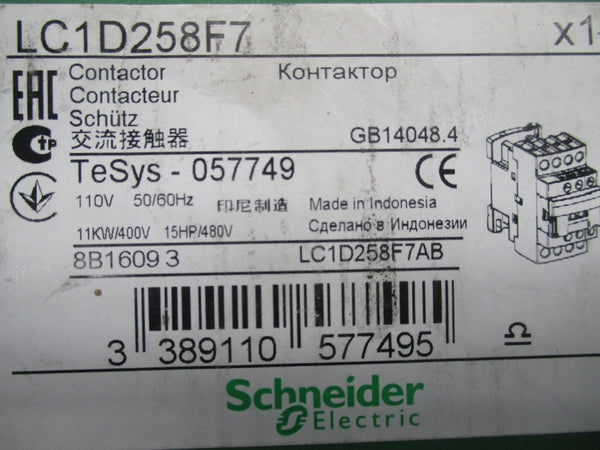 LC1D258F7 x1
EAC Contactor Контактор
Contacteur
Schütz
交流接触器 GB14048.4
TeSys - 057749 CE
110V 50/60Hz 印尼制造 Made in Indonesia
11KW/400V 15HP/480V Сделано в Индонезии
8B1609 3 LC1D258F7AB
3 389110 577495
Schneider
Electric